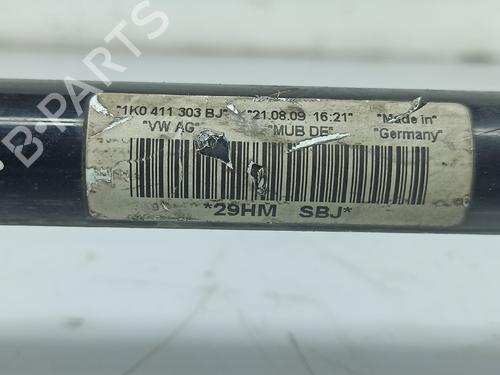 "1K0 411 303 BJ" "21.08.09 16:21" "Made in"
"VW AG" "MUB DE" "Germany"
*29HM SBJ*
B-Parts